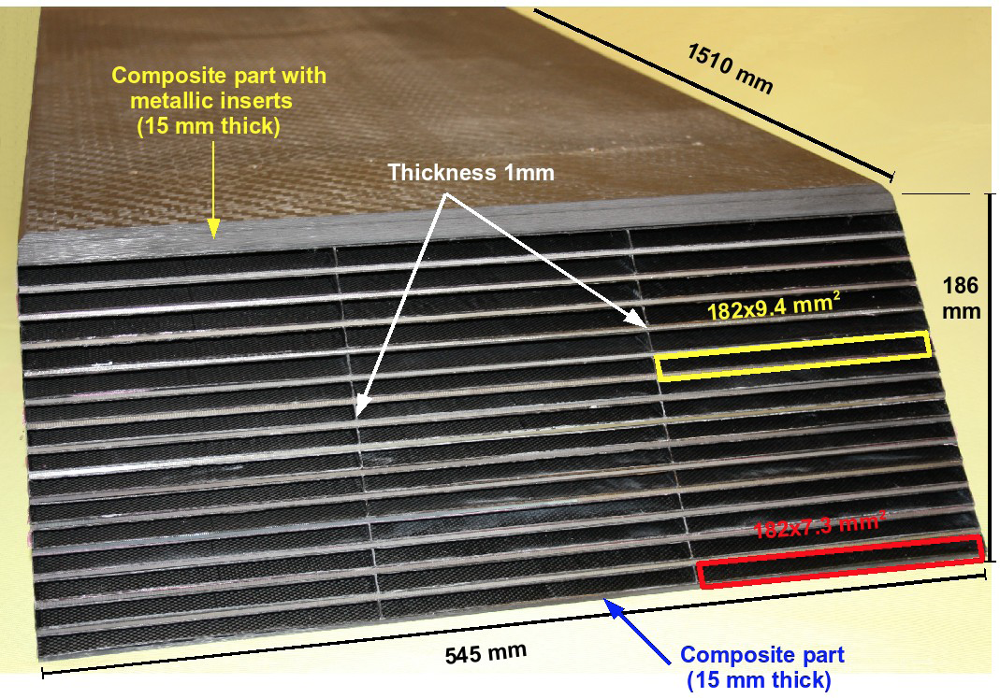 1510 mm
Composite part with
metallic inserts
(15 mm thick)
Thickness 1mm
186
mm
182x9.4 mm²
182x7.3 mm²
545 mm
Composite part
(15 mm thick)